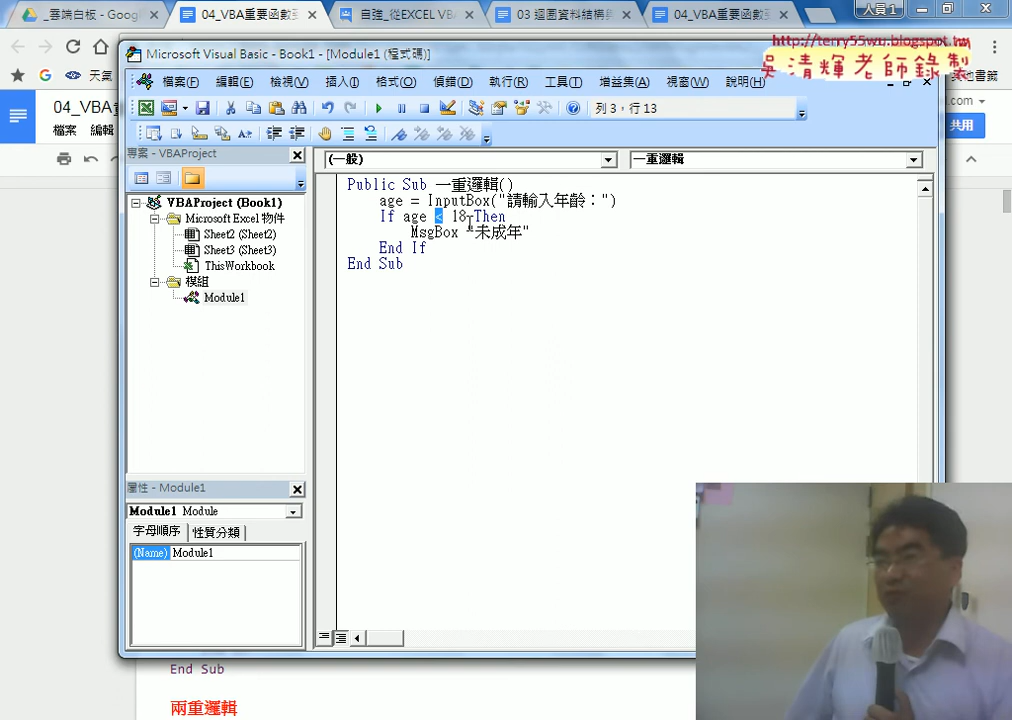 _雲端白板 - Goog
04_VBA重要函數
自強_從EXCEL VB
03 迴圈資料結構與
04_VBA重要函數
人員1
天氣
其他書籤
http://terry55wu.blogspot.tw
吳清輝老師錄製
04_VBA重
檔案 編輯
共用
Microsoft Visual Basic - Book1 - [Module1 (程式碼)]
檔案(F) 編輯(E) 檢視(V) 插入(I) 格式(O) 偵錯(D) 執行(R) 工具(T) 增益集(A) 視窗(W) 說明(H)
列 3，行 13
專案 - VBAProject
VBAProject (Book1)
Microsoft Excel 物件
Sheet2 (Sheet2)
Sheet3 (Sheet3)
ThisWorkbook
模組
Module1
(一般)
一重邏輯
Public Sub 一重邏輯()
age = InputBox("請輸入年齡：")
If age < 18 Then
MsgBox "未成年"
End If
End Sub
屬性 - Module1
Module1 Module
字母順序 性質分類
(Name) Module1
End Sub
兩重邏輯